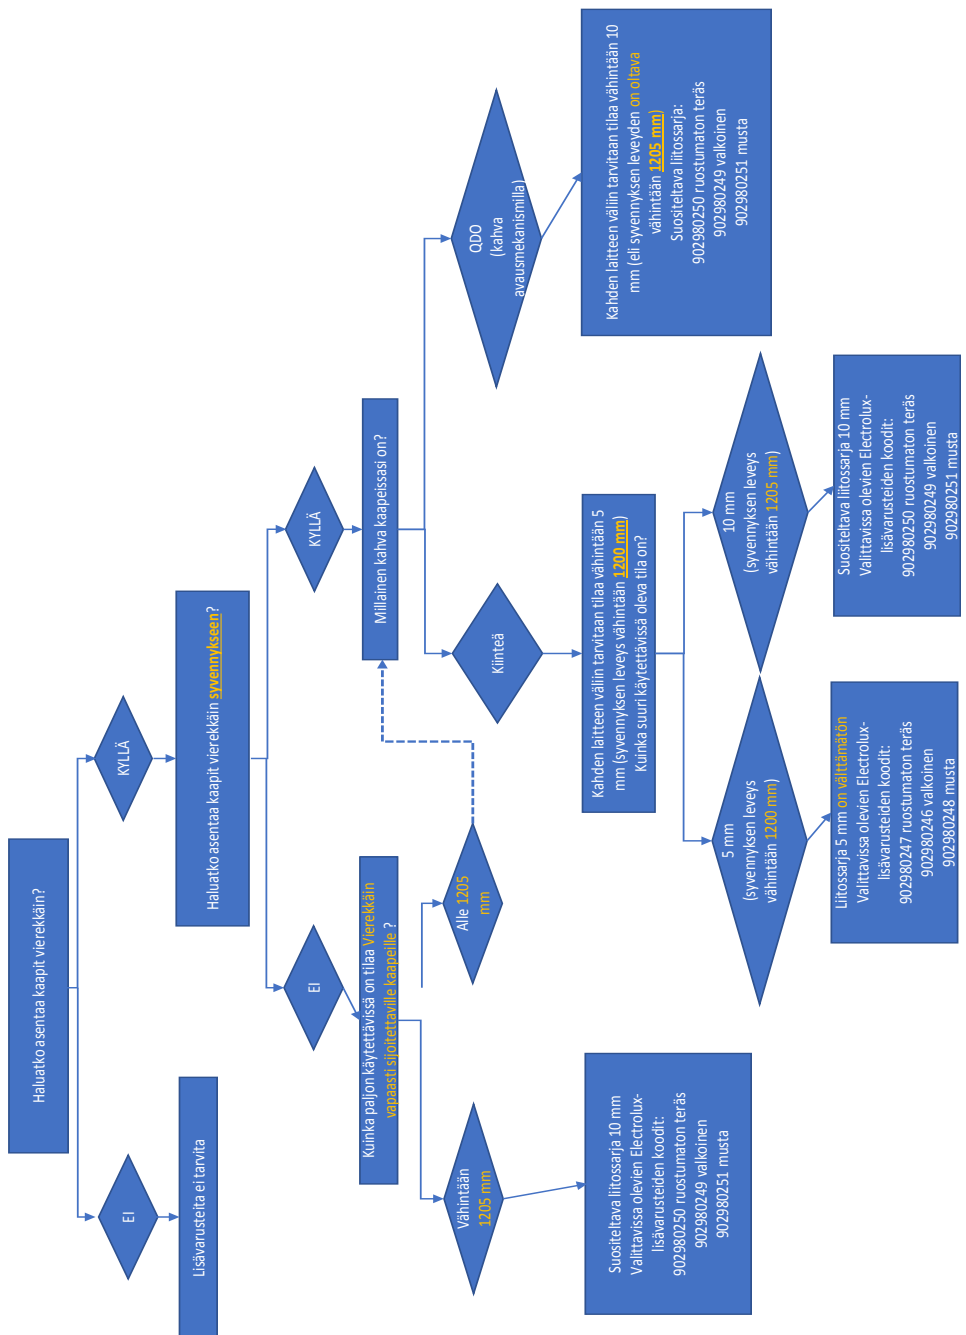 Haluatko asentaa kaapit vierekkäin?
EI
KYLLÄ
Lisävarusteita ei tarvita
Haluatko asentaa kaapit vierekkäin syvennykseen?
EI
KYLLÄ
Kuinka paljon käytettävissä on tilaa Vierekkäin
vapaasti sijoitettaville kaapeille ?
Millainen kahva kaapeissasi on?
Vähintään
1205 mm
Alle 1205
mm
Kiinteä
QDO
(kahva
avausmekanismilla)
Suositeltava liitossarja 10 mm
Valittavissa olevien Electrolux-
lisävarusteiden koodit:
902980250 ruostumaton teräs
902980249 valkoinen
902980251 musta
Kahden laitteen väliin tarvitaan tilaa vähintään 5
mm (syvennyksen leveys vähintään 1200 mm)
Kuinka suuri käytettävissä oleva tila on?
Kahden laitteen väliin tarvitaan tilaa vähintään 10
mm (eli syvennyksen leveyden on oltava
vähintään 1205 mm)
Suositeltava liitossarja:
902980250 ruostumaton teräs
902980249 valkoinen
902980251 musta
5 mm
(syvennyksen leveys
vähintään 1200 mm)
10 mm
(syvennyksen leveys
vähintään 1205 mm)
Liitossarja 5 mm on välttämätön
Valittavissa olevien Electrolux-
lisävarusteiden koodit:
902980247 ruostumaton teräs
902980246 valkoinen
902980248 musta
Suositeltava liitossarja 10 mm
Valittavissa olevien Electrolux-
lisävarusteiden koodit:
902980250 ruostumaton teräs
902980249 valkoinen
902980251 musta